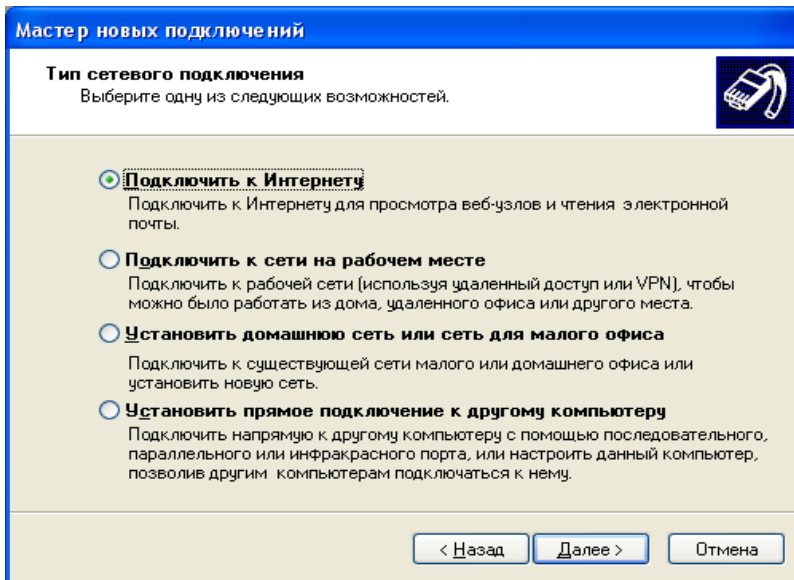 Мастер новых подключений
Тип сетевого подключения
Выберите одну из следующих возможностей.
Подключить к Интернету
Подключить к Интернету для просмотра веб-узлов и чтения электронной
почты.
Подключить к сети на рабочем месте
Подключить к рабочей сети (используя удаленный доступ или VPN), чтобы
можно было работать из дома, удаленного офиса или другого места.
Установить домашнюю сеть или сеть для малого офиса
Подключить к существующей сети малого или домашнего офиса или
установить новую сеть.
Установить прямое подключение к другому компьютеру
Подключить напрямую к другому компьютеру с помощью последовательного,
параллельного или инфракрасного порта, или настроить данный компьютер,
позволив другим компьютерам подключаться к нему.
< Назад Далее > Отмена